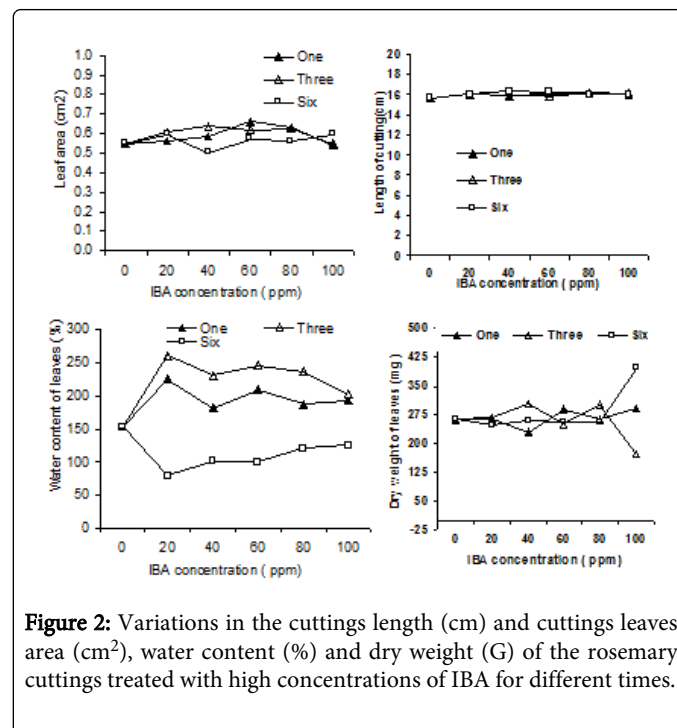 1.0
0.9
0.8
0.7
0.6
0.5
0.4
0.3
0.2
0.1
0.0
Leaf area (cm2)
One
Three
Six
0 20 40 60 80 100
IBA concentration ( ppm)
20
18
16
14
12
10
8
6
4
2
0
Length of cutting(cm)
One
Three
Six
0 20 40 60 80 100
IBA concentration ( ppm)
300
250
200
150
100
50
0
Water content of leaves (%)
One Three
Six
0 20 40 60 80 100
IBA concentration ( ppm)
500
425
350
275
200
125
50
-25
Dry weight of leaves (mg)
One Three Six
0 20 40 60 80 100
IBA concentration ( ppm)
Figure 2: Variations in the cuttings length (cm) and cuttings leaves
area (cm²), water content (%) and dry weight (G) of the rosemary
cuttings treated with high concentrations of IBA for different times.